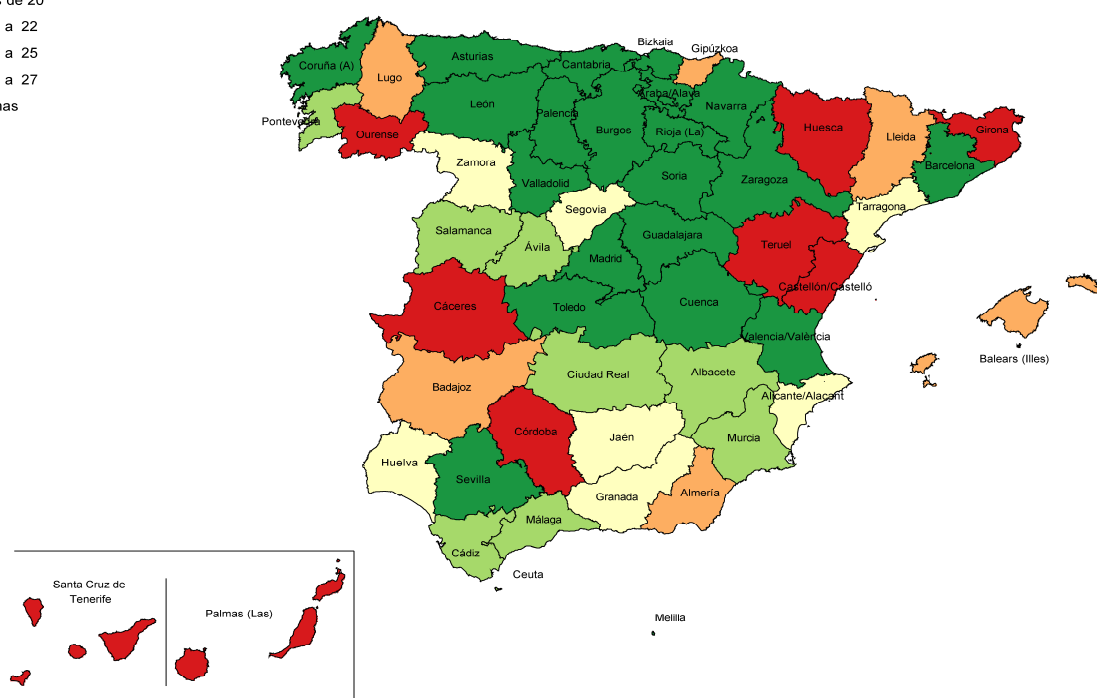 de 20
a 22
a 25
a 27
Bizkaia
Gipúzkoa
Coruña (A)
Lugo
Asturias
Cantabria
Araba/Alava
Navarra
León
Palencia
Burgos
Rioja (La)
Pontevedra
Ourense
Huesca
Lleida
Girona
Barcelona
Zamora
Valladolid
Soria
Zaragoza
Segovia
Tarragona
Salamanca
Ávila
Guadalajara
Teruel
Madrid
Castellón/Castelló
Cáceres
Toledo
Cuenca
Valencia/València
Balears (Illes)
Badajoz
Ciudad Real
Albacete
Alicante/Alacant
Córdoba
Jaén
Murcia
Huelva
Sevilla
Granada
Almería
Málaga
Cádiz
Ceuta
Melilla
Santa Cruz de
Tenerife
Palmas (Las)